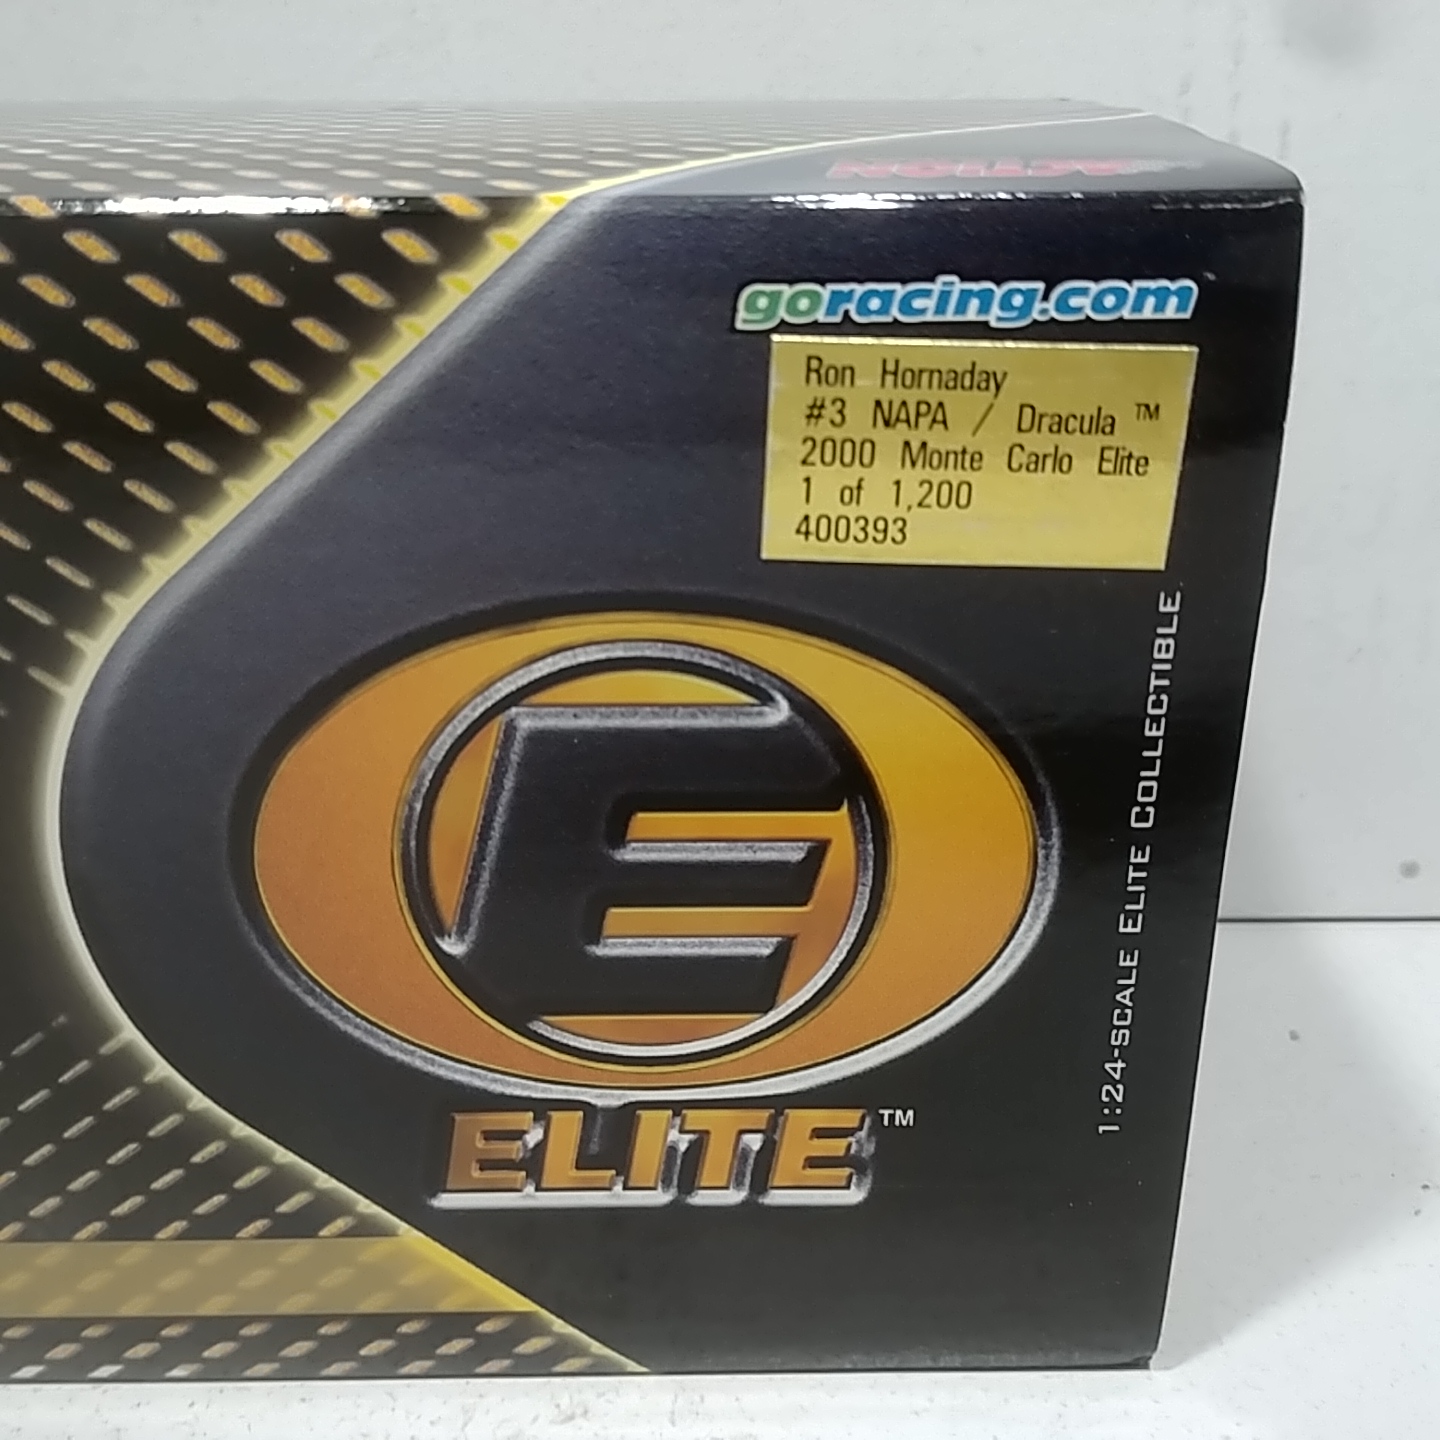 ACTION
goracing.com
Ron Hornaday
#3 NAPA / Dracula ™
2000 Monte Carlo Elite
1 of 1,200
400393
1:24-SCALE ELITE COLLECTIBLE
E
ELITE™